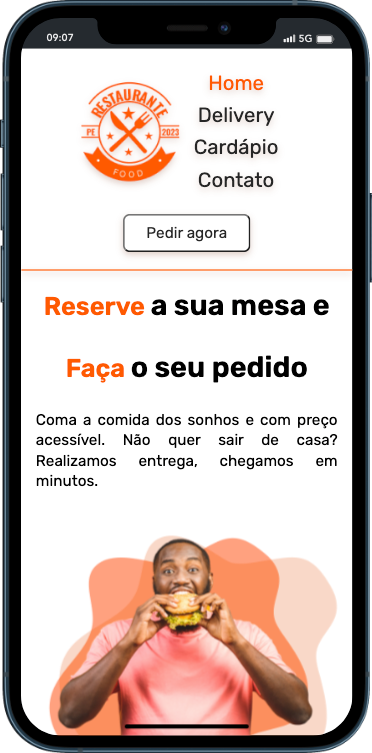 09:07
5G
RESTAURANTE
PE
2023
FOOD
Home
Delivery
Cardápio
Contato
Pedir agora
Reserve a sua mesa e
Faça o seu pedido
Coma a comida dos sonhos e com preço
acessível. Não quer sair de casa?
Realizamos entrega, chegamos em
minutos.